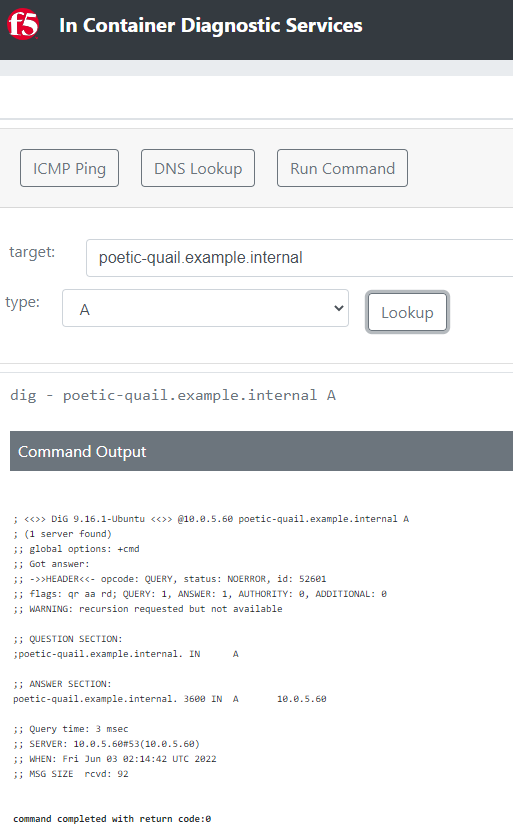 f5 In Container Diagnostic Services
ICMP Ping DNS Lookup Run Command
target: poetic-quail.example.internal
type: A Lookup
dig - poetic-quail.example.internal A
Command Output
; <<>> DiG 9.16.1-Ubuntu <<>> @10.0.5.60 poetic-quail.example.internal A
; (1 server found)
;; global options: +cmd
;; Got answer:
;; ->>HEADER<<- opcode: QUERY, status: NOERROR, id: 52601
;; flags: qr aa rd; QUERY: 1, ANSWER: 1, AUTHORITY: 0, ADDITIONAL: 0
;; WARNING: recursion requested but not available
;; QUESTION SECTION:
;poetic-quail.example.internal. IN A
;; ANSWER SECTION:
poetic-quail.example.internal. 3600 IN A 10.0.5.60
;; Query time: 3 msec
;; SERVER: 10.0.5.60#53(10.0.5.60)
;; WHEN: Fri Jun 03 02:14:42 UTC 2022
;; MSG SIZE rcvd: 92
command completed with return code:0